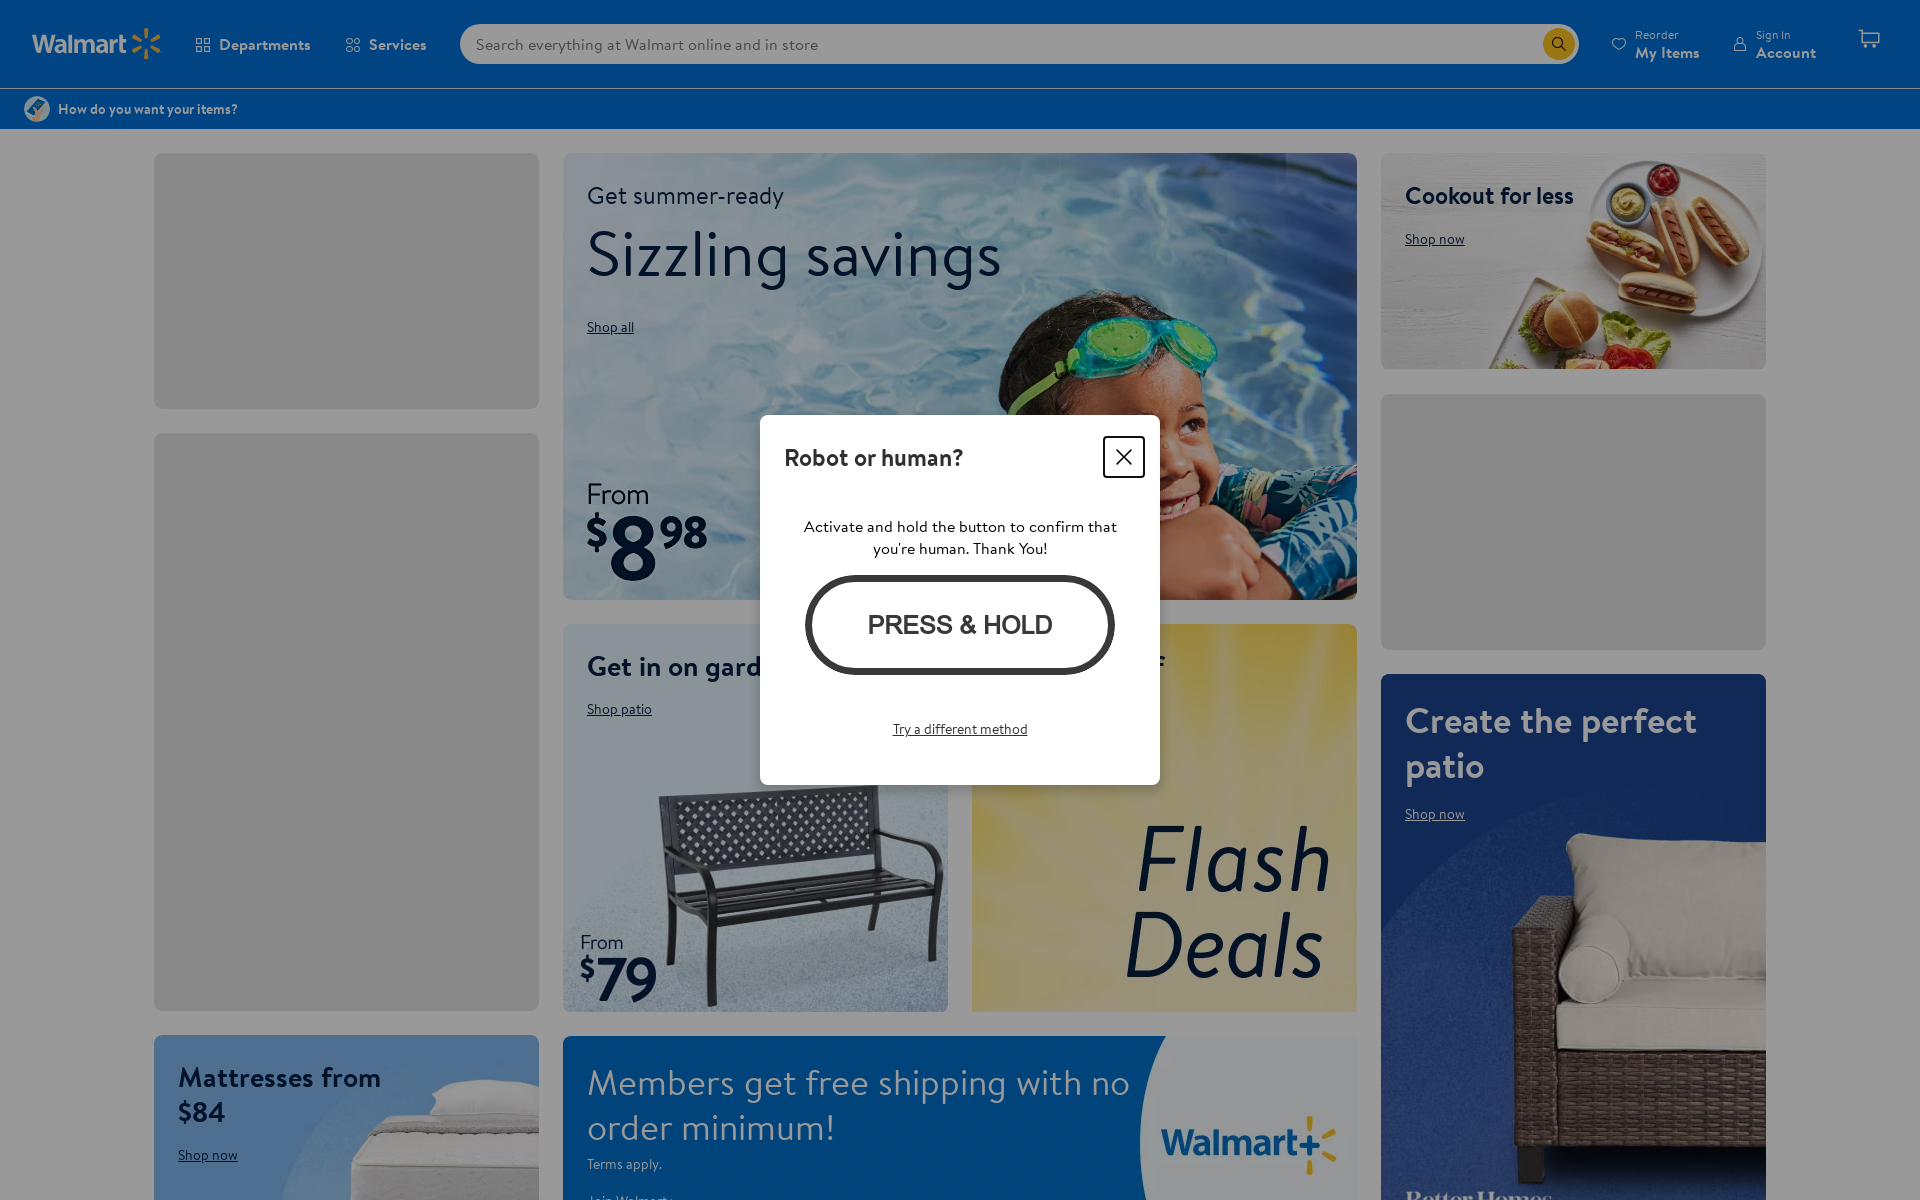 Walmart
Departments
Services
Search everything at Walmart online and in store
Reorder
My Items
Sign In
Account
How do you want your items?
Get summer-ready
Sizzling savings
Shop all
From
$8.98
Cookout for less
Shop now
Robot or human?
Activate and hold the button to confirm that
you're human. Thank You!
PRESS & HOLD
Try a different method
Get in on gard
Shop patio
From
$79
Flash
Deals
Create the perfect
patio
Shop now
Mattresses from
$84
Shop now
Members get free shipping with no
order minimum!
Terms apply.
Walmart+
Better Homes